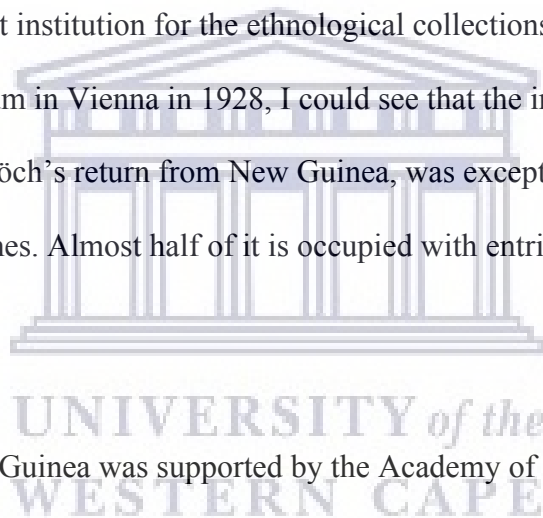 t institution for the ethnological collections
m in Vienna in 1928, I could see that the i
öch’s return from New Guinea, was except
nes. Almost half of it is occupied with entri
UNIVERSITY of the
Guinea was supported by the Academy of
WESTERN CAPE